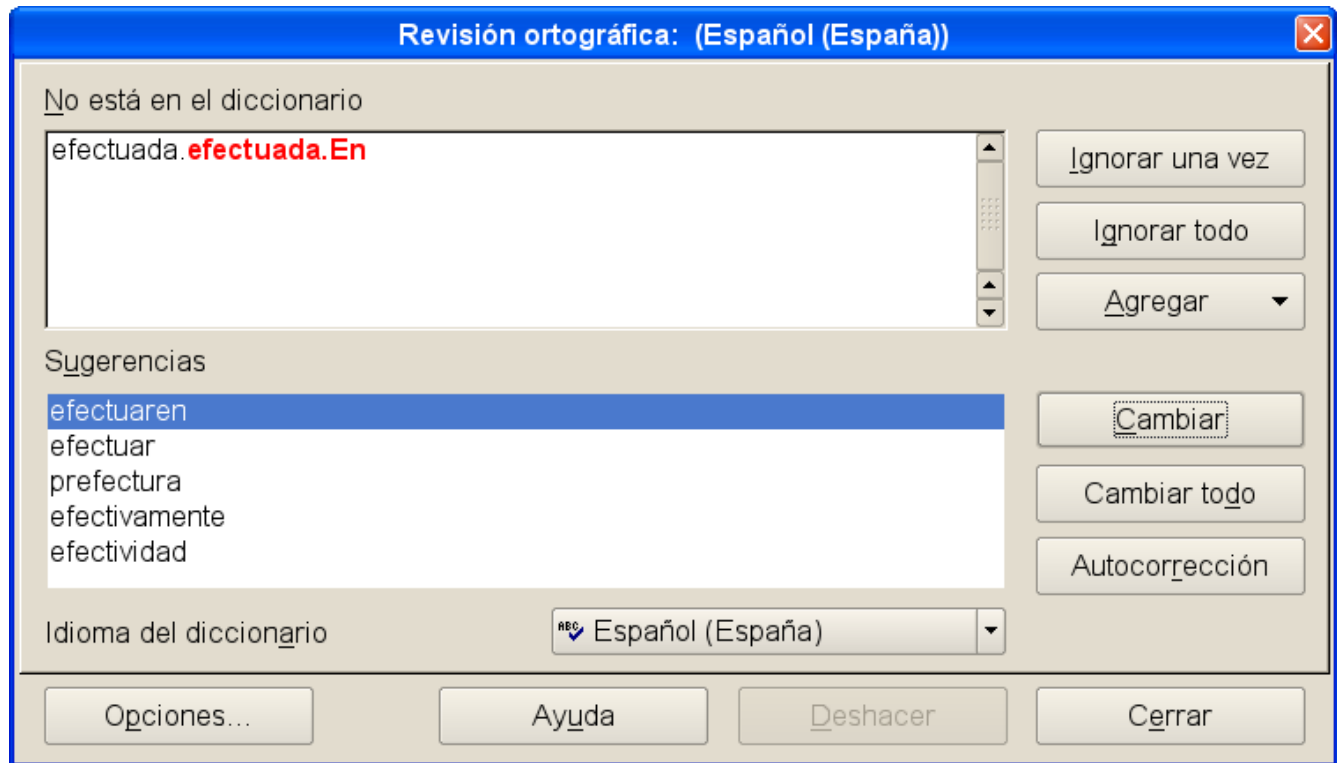 Revisión ortográfica: (Español (España))
No está en el diccionario
efectuada.efectuada.En
Ignorar una vez
Ignorar todo
Agregar
Sugerencias
efectuaren
efectuar
prefectura
efectivamente
efectividad
Cambiar
Cambiar todo
Autocorrección
Idioma del diccionario
ABC Español (España)
Opciones...
Ayuda
Deshacer
Cerrar